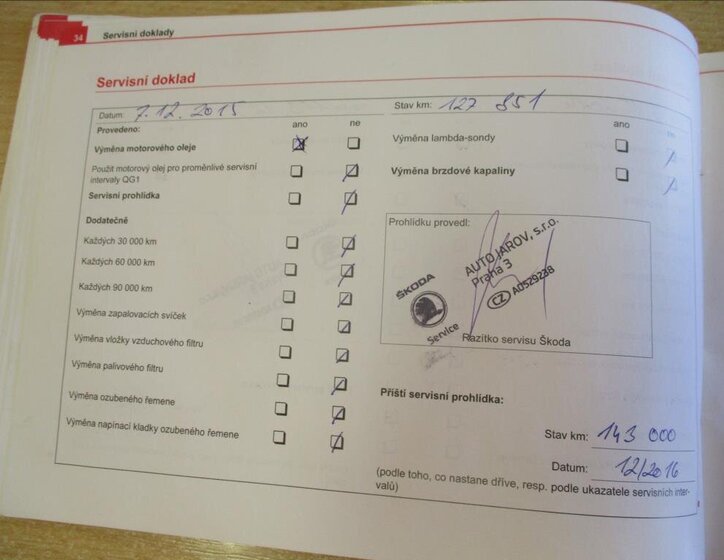 34
Servisní doklady
Servisní doklad
Datum: 7.12.2015
Stav km: 127 851
Provedeno:
ano
ne
Výměna motorového oleje
Použit motorový olej pro proměnlivé servisní
intervaly QG1
Servisní prohlídka
Dodatečně
Každých 30 000 km
Každých 60 000 km
Každých 90 000 km
Výměna zapalovacích svíček
Výměna vložky vzduchového filtru
Výměna palivového filtru
Výměna ozubeného řemene
Výměna napínací kladky ozubeného řemene
ano
ne
Výměna lambda-sondy
Výměna brzdové kapaliny
Prohlídku provedl:
AUTO JAROV, s.r.o.
Praha 3
CZ A0529238
ŠKODA
Service
Razítko servisu Škoda
Příští servisní prohlídka:
Stav km: 143 000
Datum: 12/2016
(podle toho, co nastane dříve, resp. podle ukazatele servisních inter-
valů)